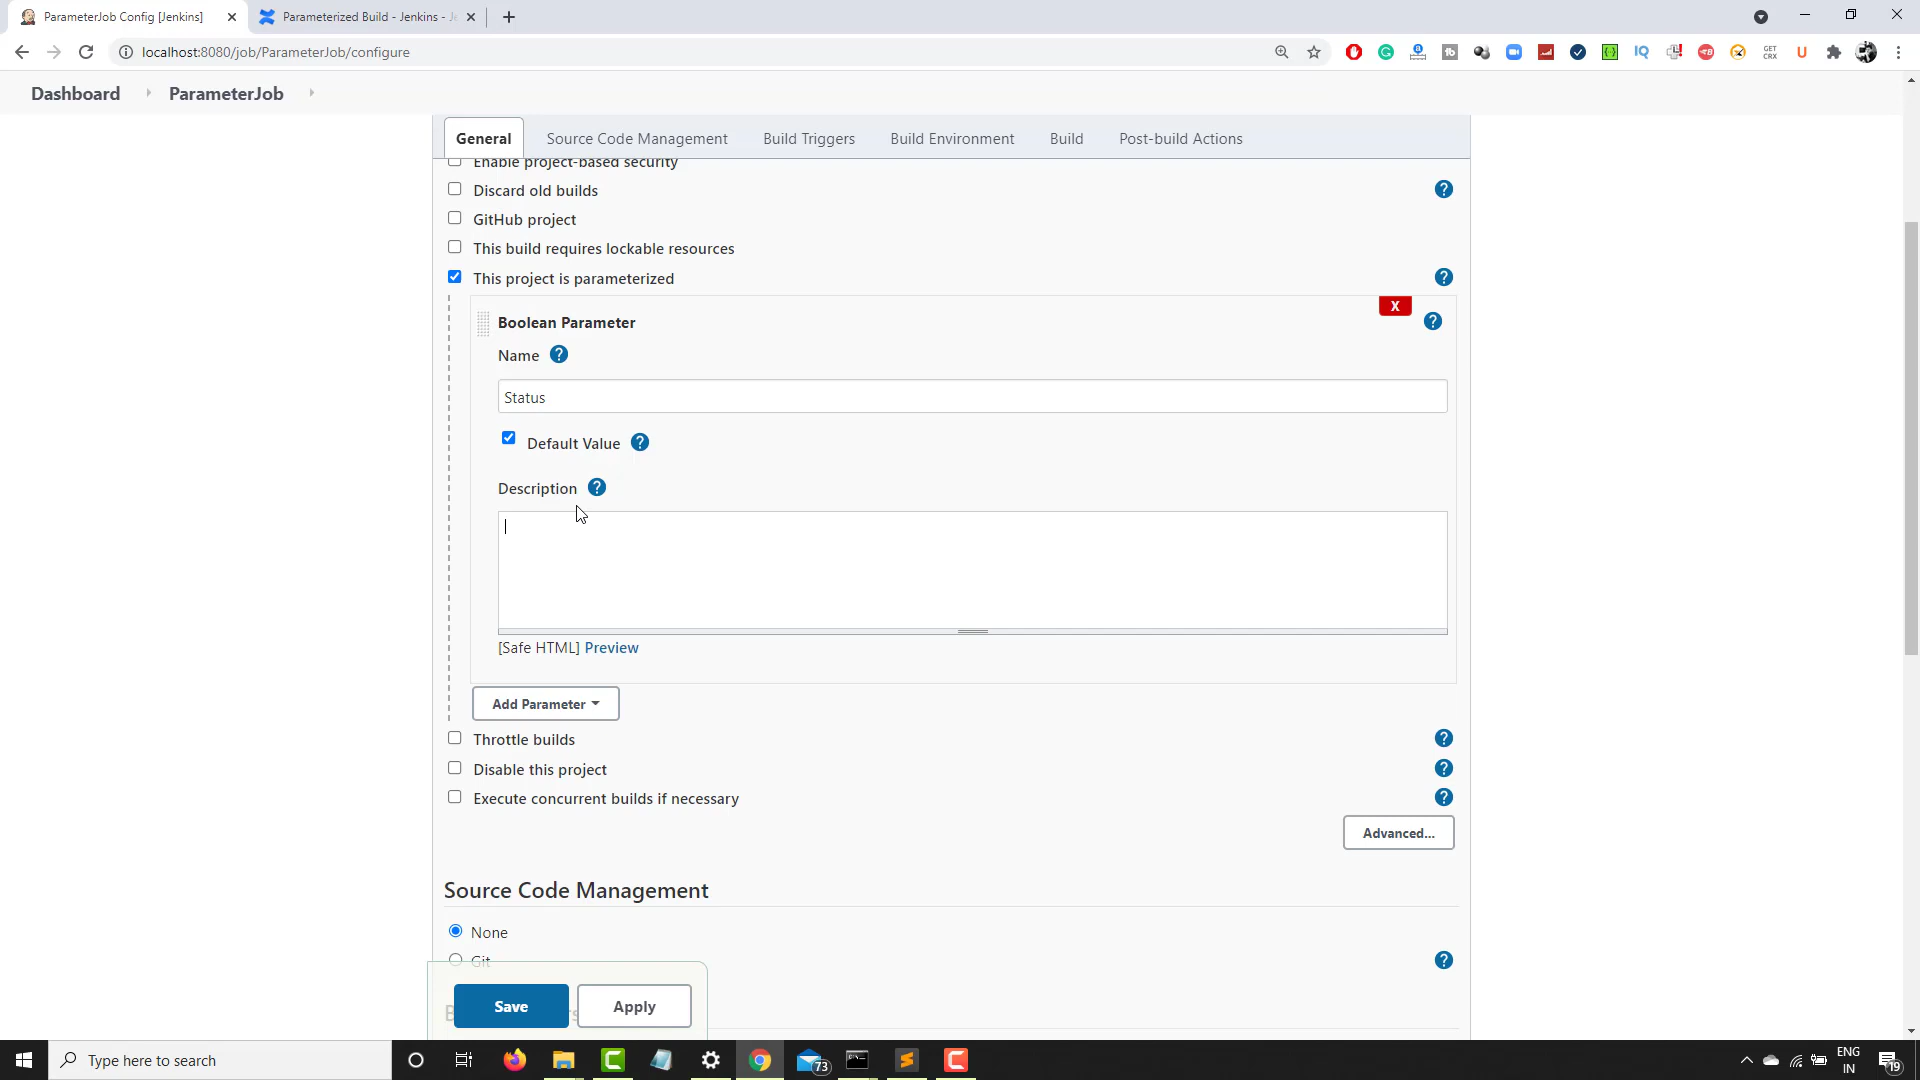 ParameterJob Config [Jenkins]
Parameterized Build - Jenkins - Je
localhost:8080/job/ParameterJob/configure
GET
CRX
Dashboard
ParameterJob
General
Source Code Management
Build Triggers
Build Environment
Build
Post-build Actions
Enable project-based security
Discard old builds
GitHub project
This build requires lockable resources
This project is parameterized
X
Boolean Parameter
Name
Status
Default Value
Description
[Safe HTML] Preview
Add Parameter
Throttle builds
Disable this project
Execute concurrent builds if necessary
Advanced...
Source Code Management
None
Git
Save
Apply
Type here to search
73
ENG
IN
19